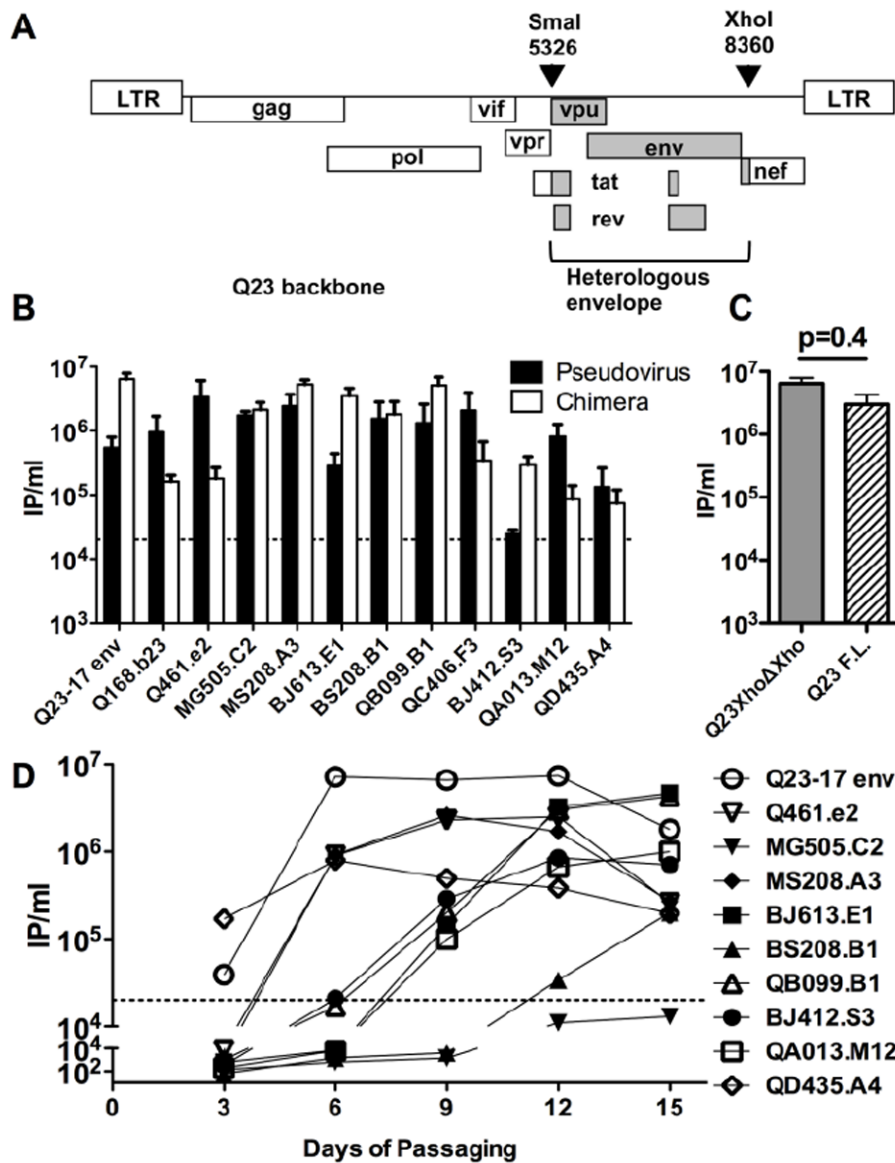 A
SmaI
5326
XhoI
8360
LTR
gag
vif
vpu
LTR
vpr
env
pol
nef
tat
rev
Q23 backbone
Heterologous
envelope
B
IP/ml
10⁷
10⁶
10⁵
10⁴
10³
Pseudovirus
Chimera
Q23-17 env
Q168.b23
Q461.e2
MG505.C2
MS208.A3
BJ613.E1
BS208.B1
QB099.B1
QC406.F3
BJ412.S3
QA013.M12
QD435.A4
C
p=0.4
IP/ml
10⁷
10⁶
10⁵
10⁴
10³
Q23XhoΔXho
Q23 F.L.
D
IP/ml
10⁷
10⁶
10⁵
10⁴
10⁴
10²
0
3
6
9
12
15
Days of Passaging
Q23-17 env
Q461.e2
MG505.C2
MS208.A3
BJ613.E1
BS208.B1
QB099.B1
BJ412.S3
QA013.M12
QD435.A4